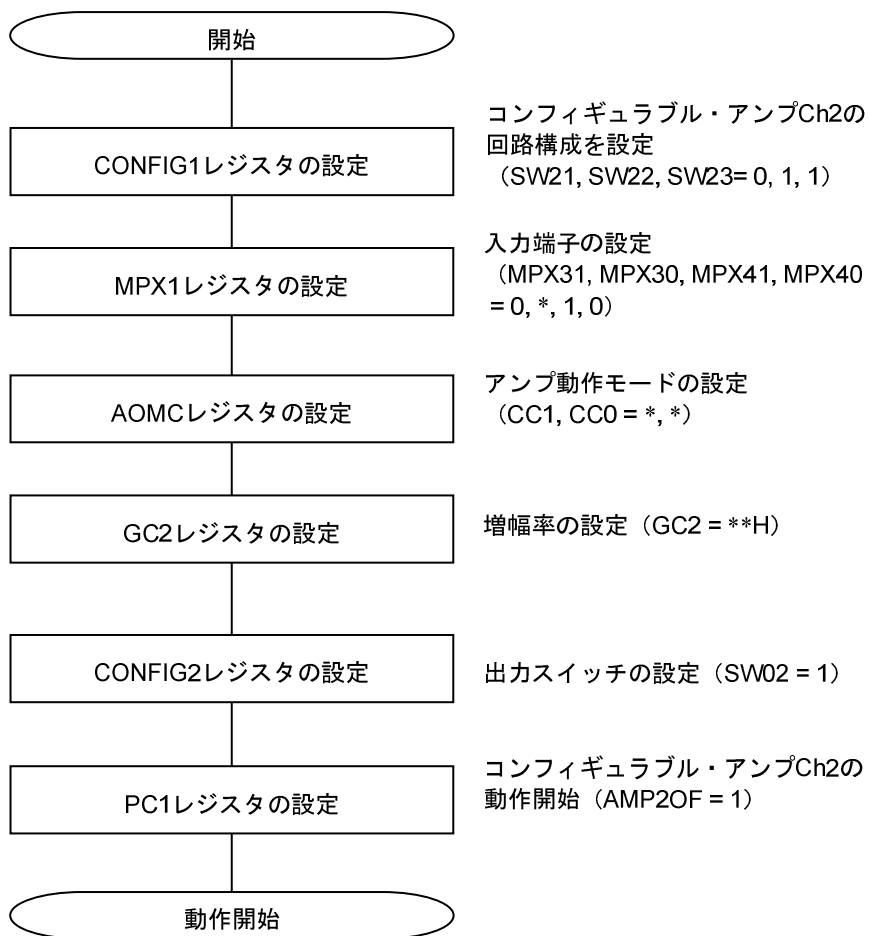 開始
コンフィギュラブル・アンプCh2の
回路構成を設定
（SW21, SW22, SW23= 0, 1, 1）
CONFIG1レジスタの設定
入力端子の設定
（MPX31, MPX30, MPX41, MPX40
= 0, *, 1, 0）
MPX1レジスタの設定
アンプ動作モードの設定
（CC1, CC0 = *, *）
AOMCレジスタの設定
増幅率の設定（GC2 = **H）
GC2レジスタの設定
出力スイッチの設定（SW02 = 1）
CONFIG2レジスタの設定
コンフィギュラブル・アンプCh2の
動作開始（AMP2OF = 1）
PC1レジスタの設定
動作開始